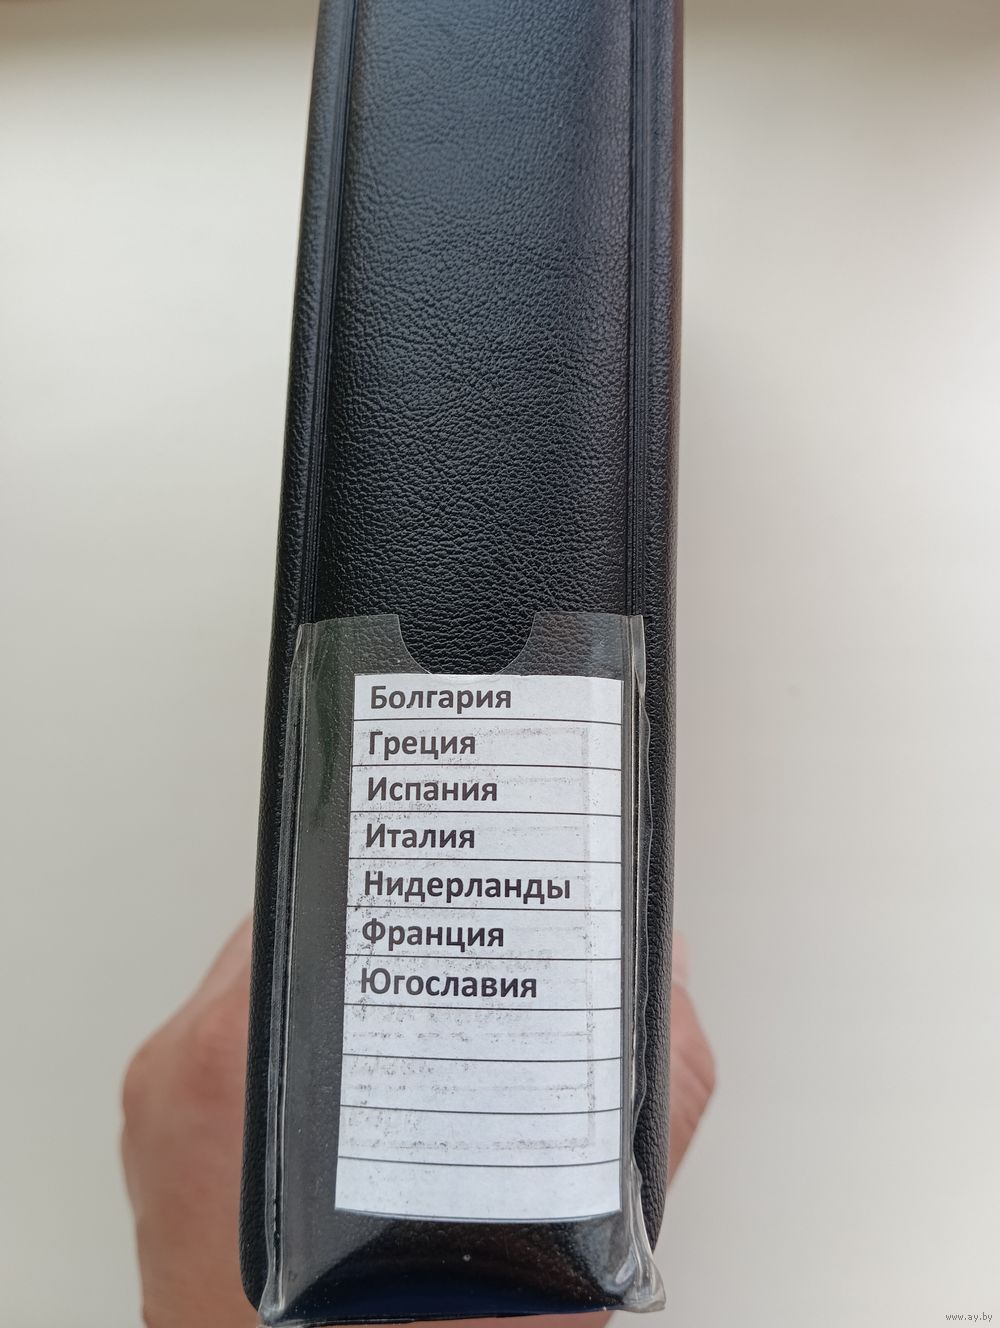 Болгария
Греция
Испания
Италия
Нидерланды
Франция
Югославия
www.ay.by